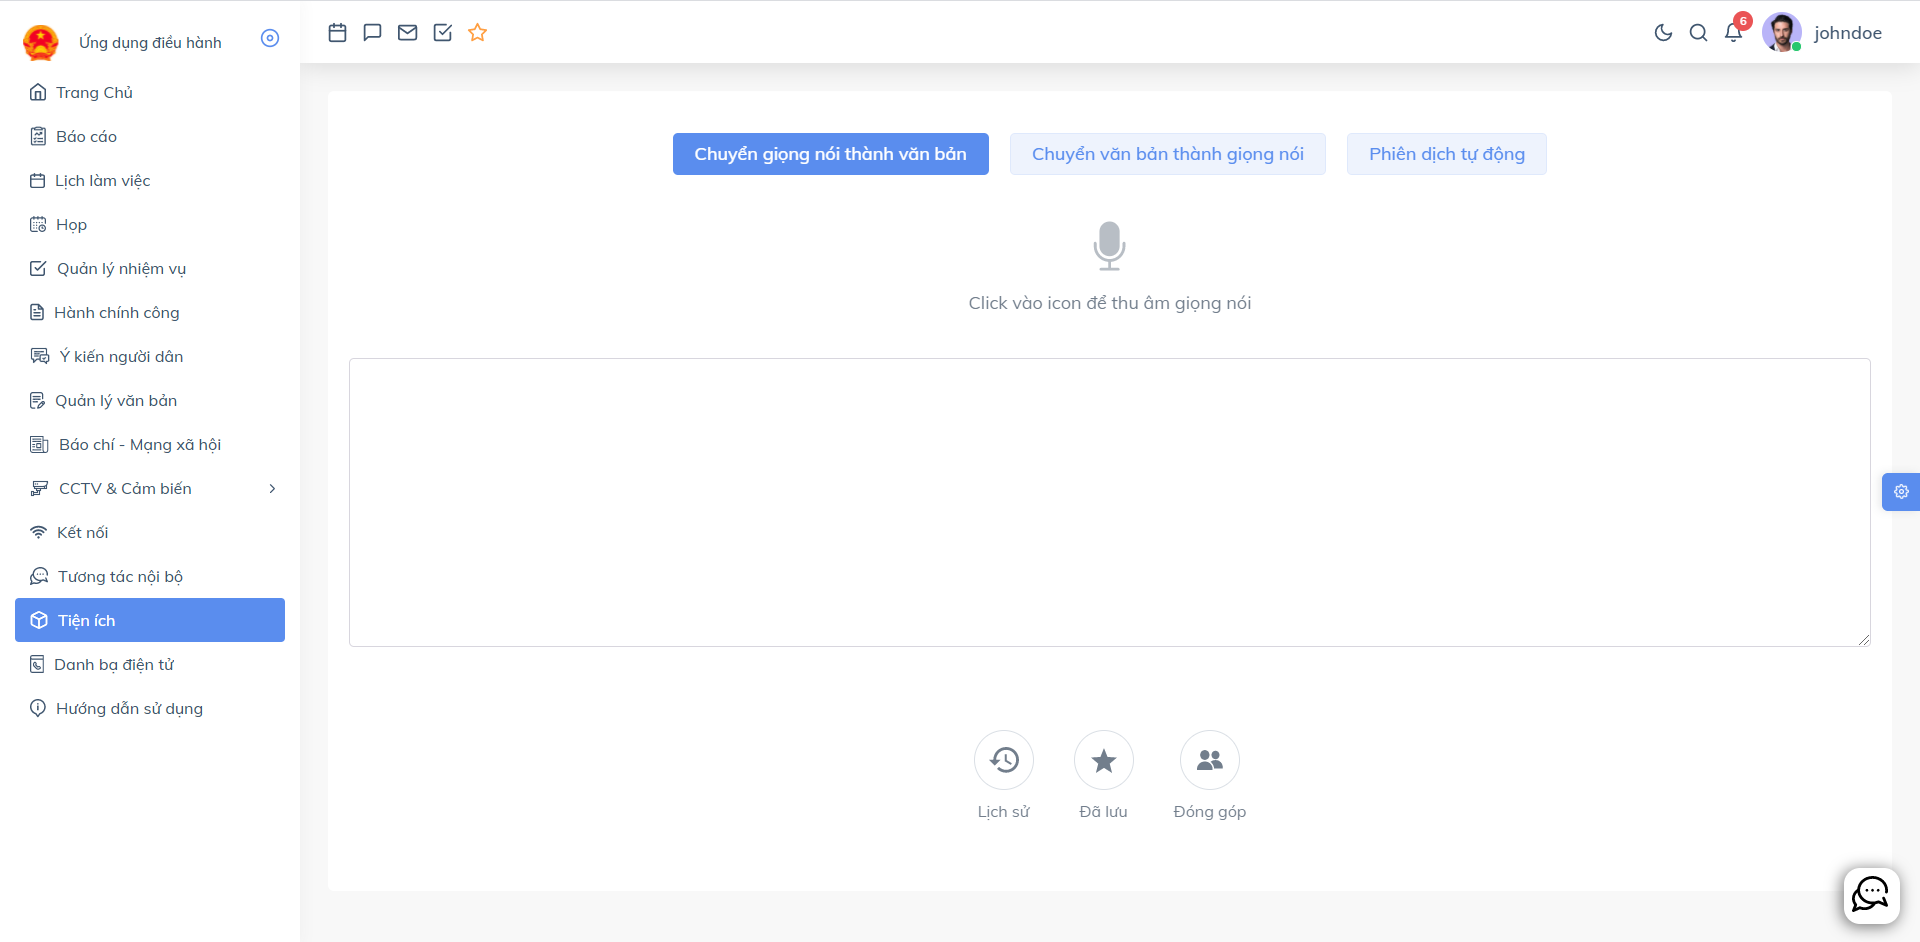 Ứng dụng điều hành
Trang Chủ
Báo cáo
Lịch làm việc
Họp
Quản lý nhiệm vụ
Hành chính công
Ý kiến người dân
Quản lý văn bản
Báo chí - Mạng xã hội
CCTV & Cảm biến
Kết nối
Tương tác nội bộ
Tiện ích
Danh bạ điện tử
Hướng dẫn sử dụng
6
johndoe
Chuyển giọng nói thành văn bản
Chuyển văn bản thành giọng nói
Phiên dịch tự động
Click vào icon để thu âm giọng nói
Lịch sử
Đã lưu
Đóng góp